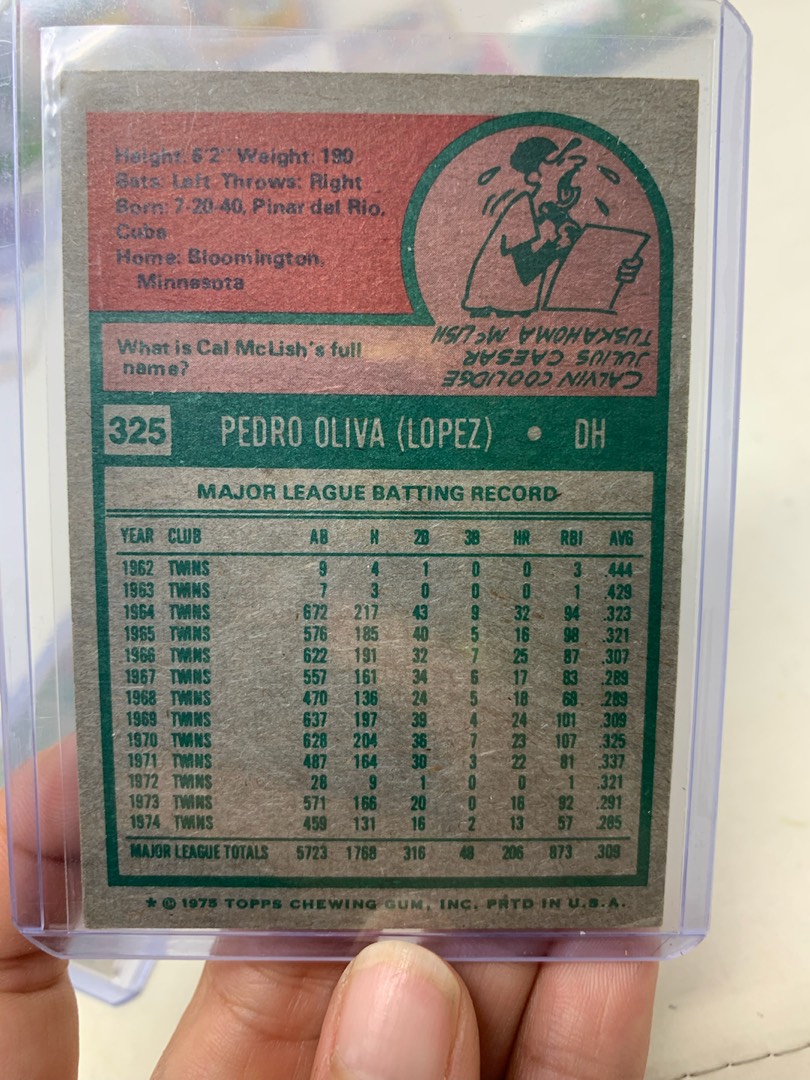 Height: 6'2" Weight: 190
Bats: Left Throws: Right
Born: 7-20-40, Pinar del Rio,
Cuba
Home: Bloomington,
Minnesota
What is Cal McLish's full
name?
CALVIN COOLIDGE
JULIUS CAESAR
TUSKAHOMA McLISH
325 PEDRO OLIVA (LOPEZ) • DH
MAJOR LEAGUE BATTING RECORD
YEAR CLUB AB H 2B 3B HR RBI AVG
1962 TWINS 9 4 1 0 0 3 .444
1963 TWINS 7 3 0 0 0 1 .429
1964 TWINS 672 217 43 9 32 94 .323
1965 TWINS 576 185 40 5 16 98 .321
1966 TWINS 622 191 32 7 25 87 .307
1967 TWINS 557 161 34 6 17 83 .289
1968 TWINS 470 136 24 5 18 68 .289
1969 TWINS 637 197 39 4 24 101 .309
1970 TWINS 628 204 36 7 23 107 .325
1971 TWINS 487 164 30 3 22 81 .337
1972 TWINS 28 9 1 0 0 1 .321
1973 TWINS 571 166 20 0 16 92 .291
1974 TWINS 459 131 16 2 13 57 .285
MAJOR LEAGUE TOTALS 5723 1768 316 48 206 873 .309
* © 1975 TOPPS CHEWING GUM, INC. PRTD IN U.S.A.